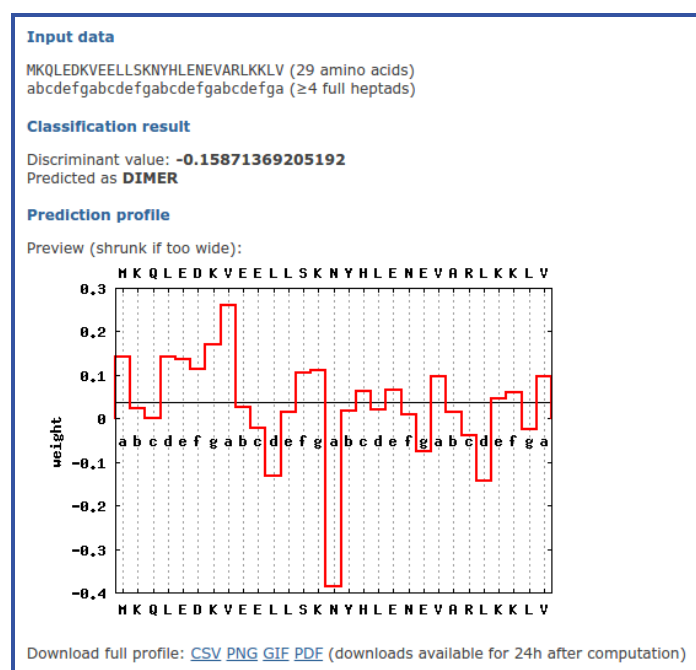 Input data
MKQLEDKVEELLSKNYHLENEVARLKKLV (29 amino acids)
abcdefgabcdefgabcdefgabcdefga (≥4 full heptads)
Classification result
Discriminant value: -0.15871369205192
Predicted as DIMER
Prediction profile
Preview (shrunk if too wide):
M K Q L E D K V E E L L S K N Y H L E N E V A R L K K L V
0.3
0.2
0.1
0
a b c d e f g a b c d e f g a b c d e f g a b c d e f g a
weight
-0.1
-0.2
-0.3
-0.4
M K Q L E D K V E E L L S K N Y H L E N E V A R L K K L V
Download full profile: CSV PNG GIF PDF (downloads available for 24h after computation)